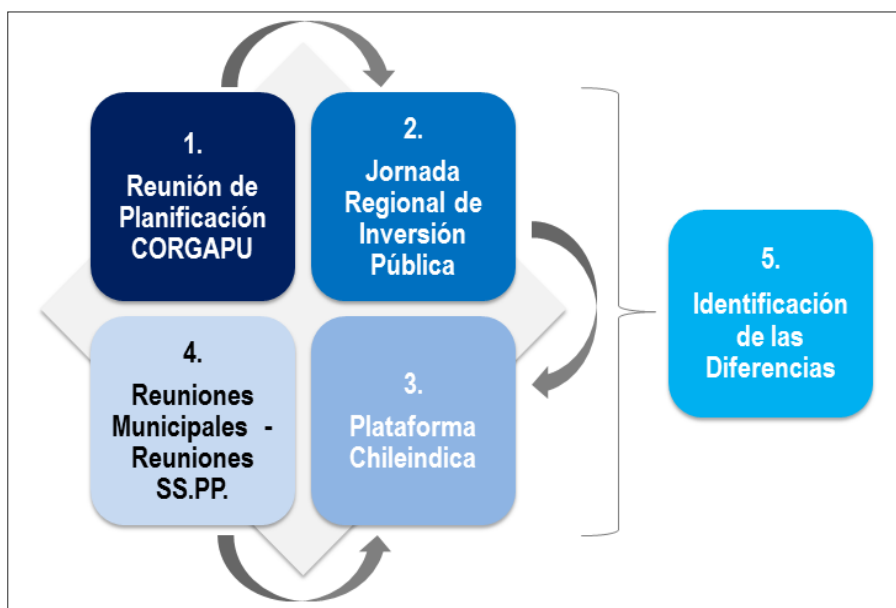 1.
Reunión de
Planificación
CORGAPU
2.
Jornada
Regional de
Inversión
Pública
3.
Plataforma
Chileindica
4.
Reuniones
Municipales -
Reuniones
SS.PP.
5.
Identificación
de las
Diferencias